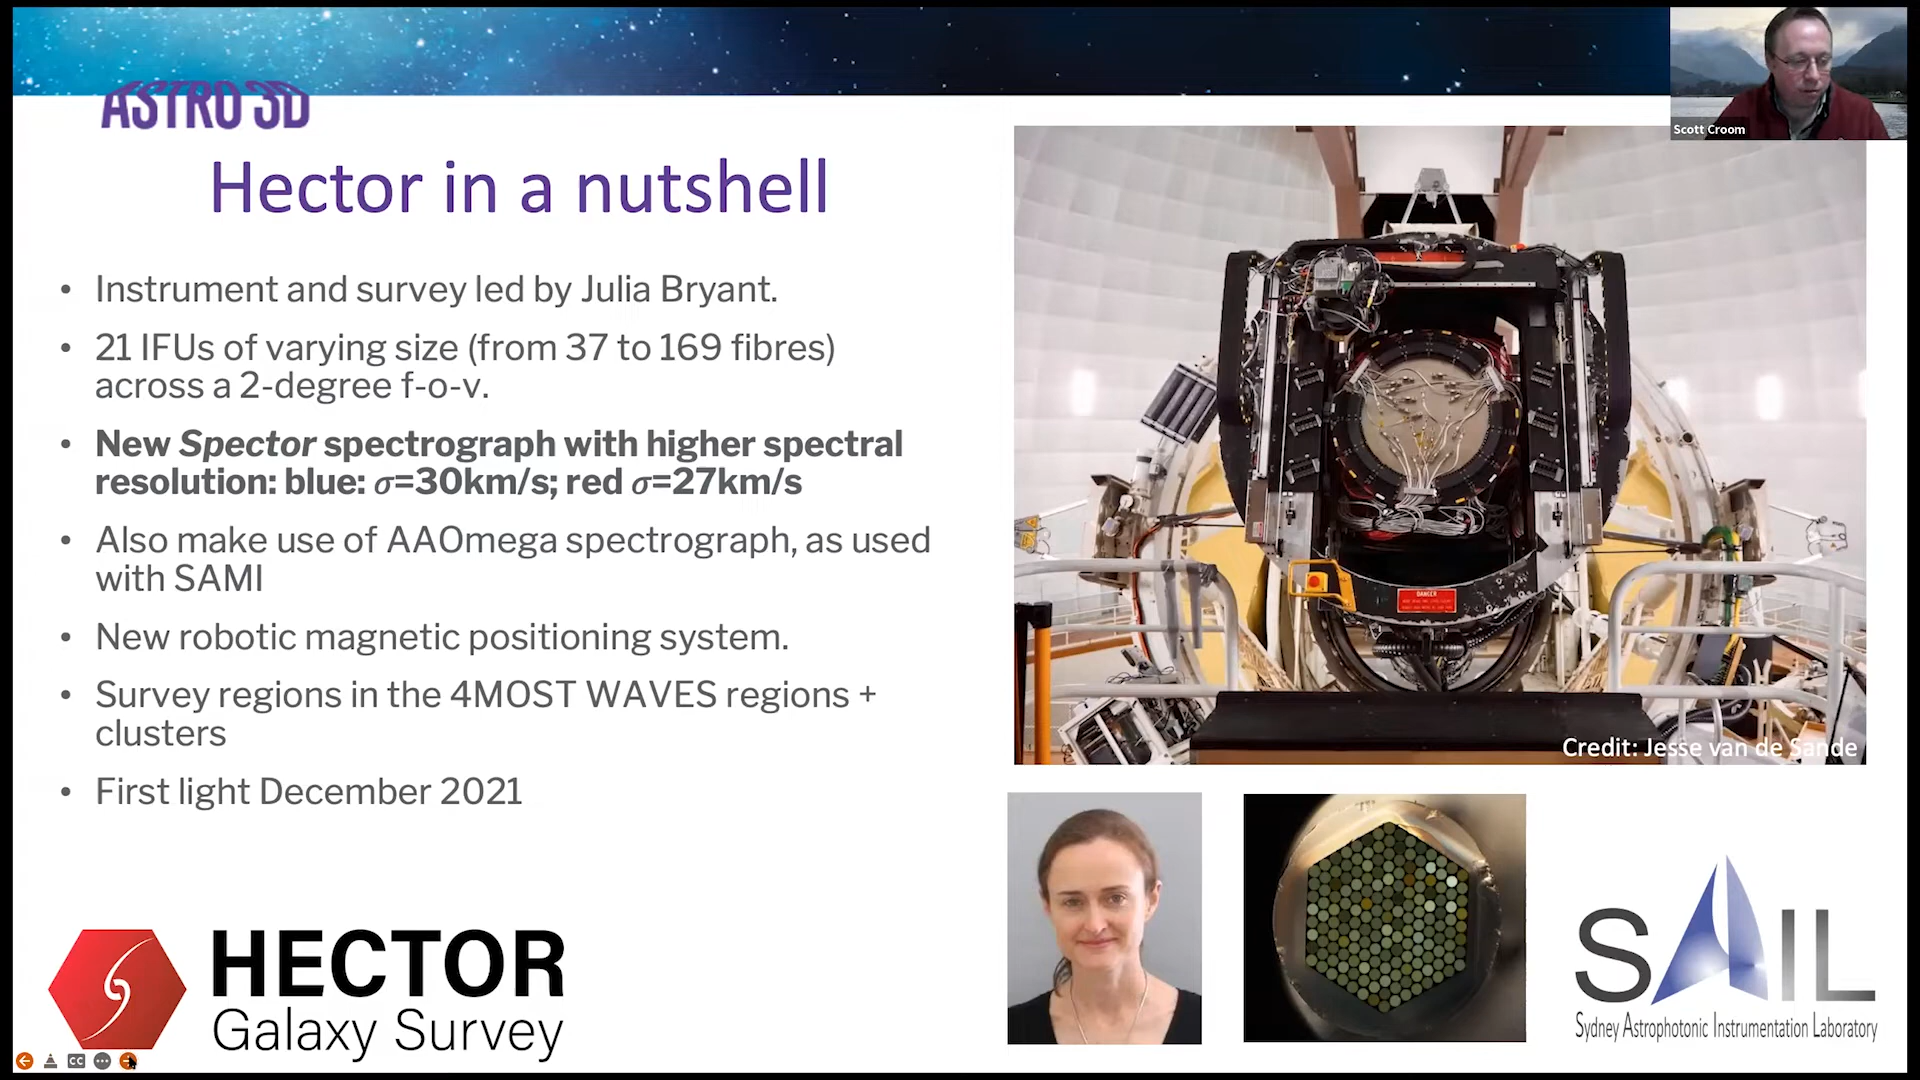 ASTRO 3D
Scott Croom
Hector in a nutshell
• Instrument and survey led by Julia Bryant.
• 21 IFUs of varying size (from 37 to 169 fibres)
across a 2-degree f-o-v.
• New Spector spectrograph with higher spectral
resolution: blue: σ=30km/s; red σ=27km/s
• Also make use of AAOmega spectrograph, as used
with SAMI
• New robotic magnetic positioning system.
• Survey regions in the 4MOST WAVES regions +
clusters
• First light December 2021
DANGER
Credit: Jesse van de Sande
HECTOR
Galaxy Survey
SAIL
Sydney Astrophotonic Instrumentation Laboratory
CC